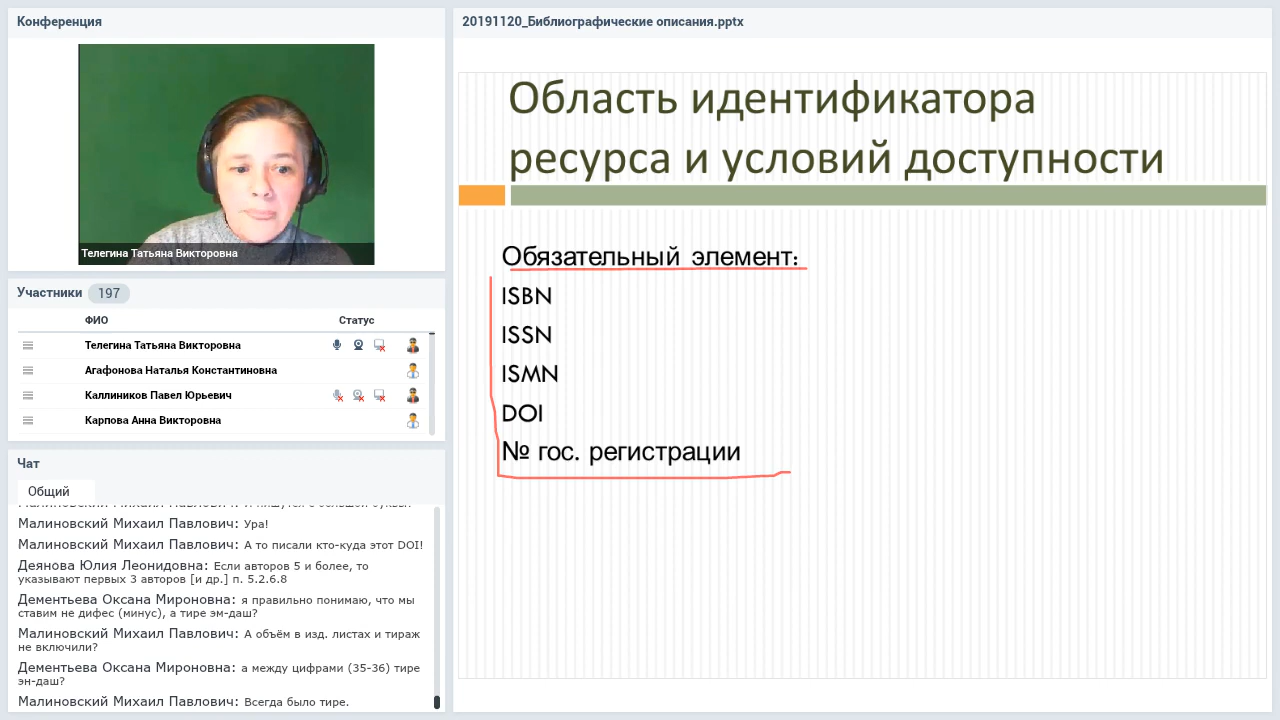 Конференция
Телегина Татьяна Викторовна
Участники 197
ФИО Статус
Телегина Татьяна Викторовна
Агафонова Наталья Константиновна
Каллиников Павел Юрьевич
Карпова Анна Викторовна
Чат
Общий
Малиновский Михаил Павлович: Ура!
Малиновский Михаил Павлович: А то писали кто-куда этот DOI!
Деянова Юлия Леонидовна: Если авторов 5 и более, то
указывают первых 3 авторов [и др.] п. 5.2.6.8
Дементьева Оксана Мироновна: я правильно понимаю, что мы
ставим не дифес (минус), а тире эм-даш?
Малиновский Михаил Павлович: А объём в изд. листах и тираж
не включили?
Дементьева Оксана Мироновна: а между цифрами (35-36) тире
эн-даш?
Малиновский Михаил Павлович: Всегда было тире.
20191120_Библиографические описания.pptx
Область идентификатора
ресурса и условий доступности
Обязательный элемент:
ISBN
ISSN
ISMN
DOI
№ гос. регистрации